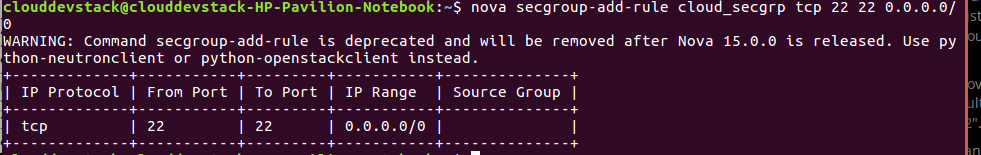 clouddevstack@clouddevstack-HP-Pavilion-Notebook:~$ nova secgroup-add-rule cloud_secgrp tcp 22 22 0.0.0.0/
0
WARNING: Command secgroup-add-rule is deprecated and will be removed after Nova 15.0.0 is released. Use py
thon-neutronclient or python-openstackclient instead.
+-------------+-----------+---------+-----------+--------------+
| IP Protocol | From Port | To Port | IP Range | Source Group |
+-------------+-----------+---------+-----------+--------------+
| tcp | 22 | 22 | 0.0.0.0/0 | |
+-------------+-----------+---------+-----------+--------------+